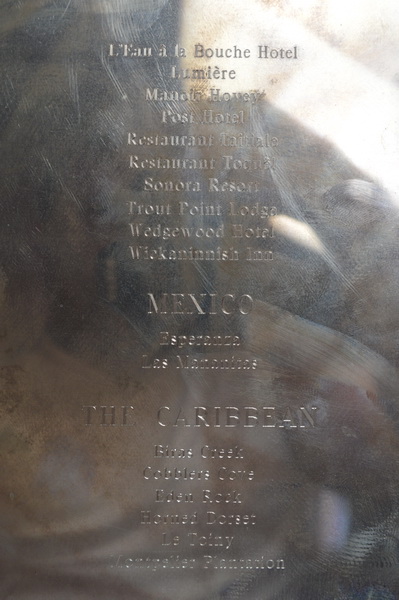 L'Eau à la Bouche Hotel
Lumière
Manoir Hovey
Post Hotel
Restaurant Initiale
Restaurant Toqué
Sonora Resort
Trout Point Lodge
Wedgewood Hotel
Wickaninnish Inn
MEXICO
Esperanza
Las Mananitas
THE CARIBBEAN
Biras Creek
Cobblers Cove
Eden Rock
Horned Dorset
Le Toiny
Montpelier Plantation